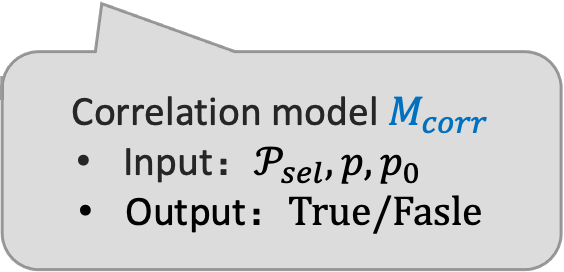 Correlation model M_corr
• Input：𝒫_sel, p, p_0
• Output：True/Fasle